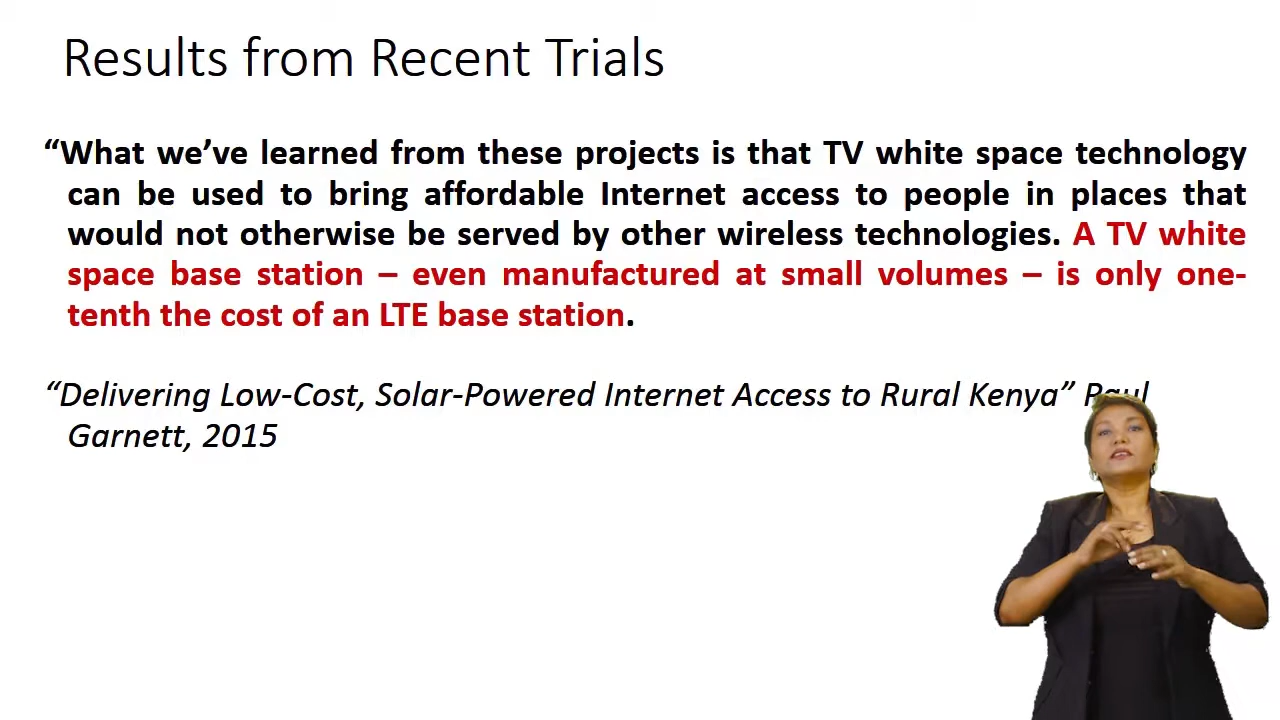 Results from Recent Trials
“What we’ve learned from these projects is that TV white space technology
can be used to bring affordable Internet access to people in places that
would not otherwise be served by other wireless technologies. A TV white
space base station – even manufactured at small volumes – is only one-
tenth the cost of an LTE base station.
“Delivering Low-Cost, Solar-Powered Internet Access to Rural Kenya” Paul
Garnett, 2015